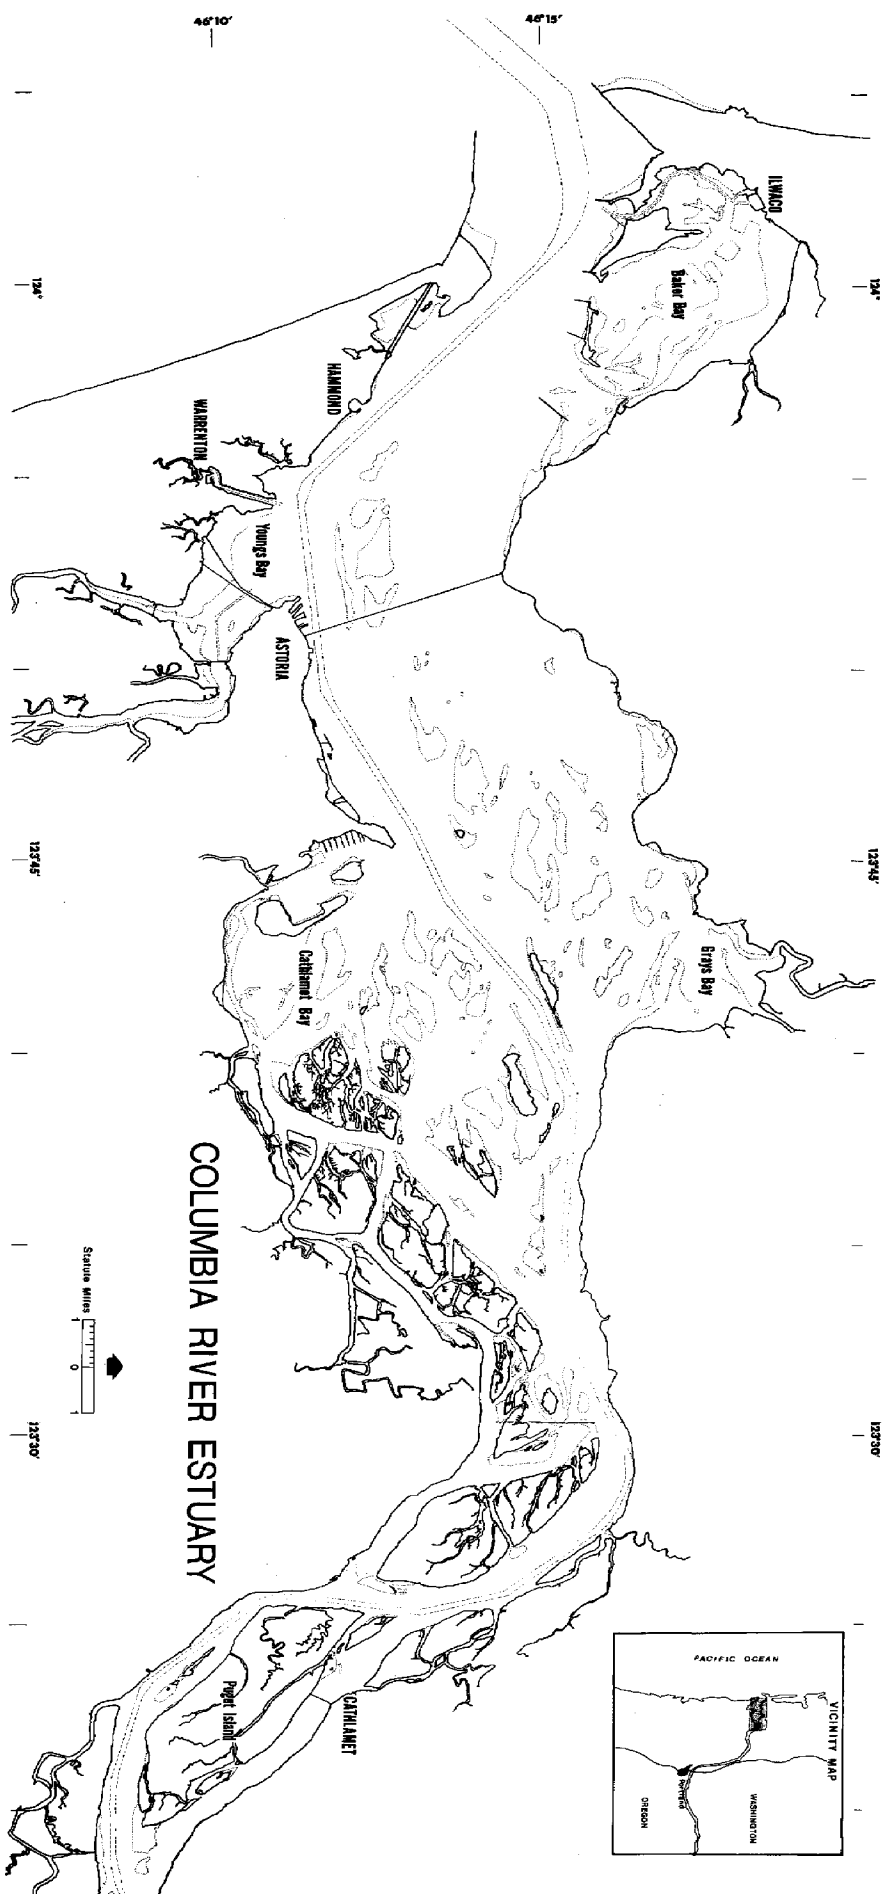 46°10'
46°15'
124°
124°
123°45'
123°45'
123°30'
123°30'
ILWACO
Baker Bay
HAMMOND
WARRENTON
Youngs Bay
ASTORIA
Grays Bay
Cathlamet Bay
CATHLAMET
Puget Island
COLUMBIA RIVER ESTUARY
Statute Miles
1
0
1
VICINITY MAP
PACIFIC OCEAN
WASHINGTON
Portland
OREGON